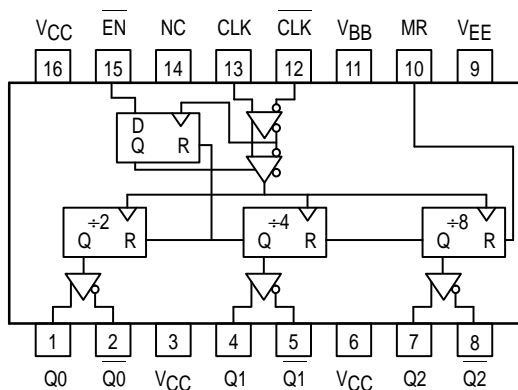 VCC EN NC CLK CLK VBB MR VEE
16 15 14 13 12 11 10 9
D
Q R
÷2 ÷4 ÷8
Q R Q R Q R
1 2 3 4 5 6 7 8
Q0 Q0 VCC Q1 Q1 VCC Q2 Q2